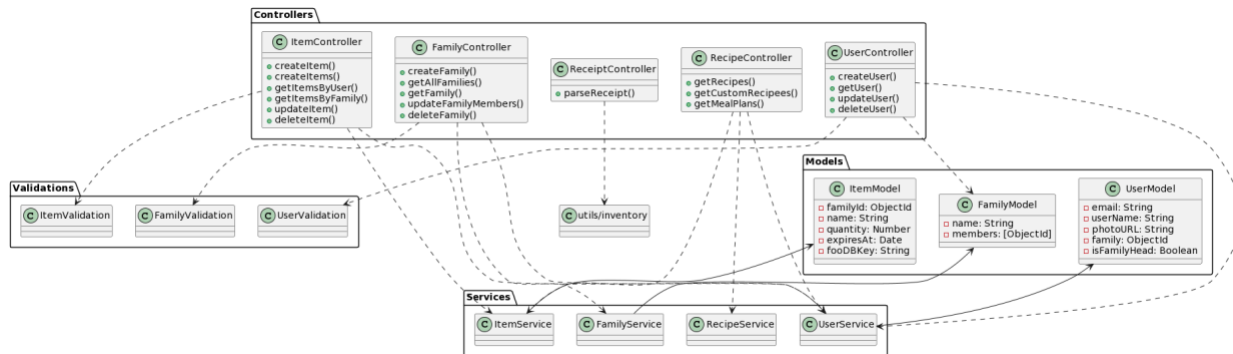 Controllers
C ItemController
createItem()
createItems()
getItemsByUser()
getItemsByFamily()
updateItem()
deleteItem()
C FamilyController
createFamily()
getAllFamilies()
getFamily()
updateFamilyMembers()
deleteFamily()
C ReceiptController
parseReceipt()
C RecipeController
getRecipes()
getCustomRecipees()
getMealPlans()
C UserController
createUser()
getUser()
updateUser()
deleteUser()
Validations
C ItemValidation
C FamilyValidation
C UserValidation
C utils/inventory
Models
C ItemModel
familyId: ObjectId
name: String
quantity: Number
expiresAt: Date
fooDBKey: String
C FamilyModel
name: String
members: [ObjectId]
C UserModel
email: String
userName: String
photoURL: String
family: ObjectId
isFamilyHead: Boolean
Services
C ItemService
C FamilyService
C RecipeService
C UserService